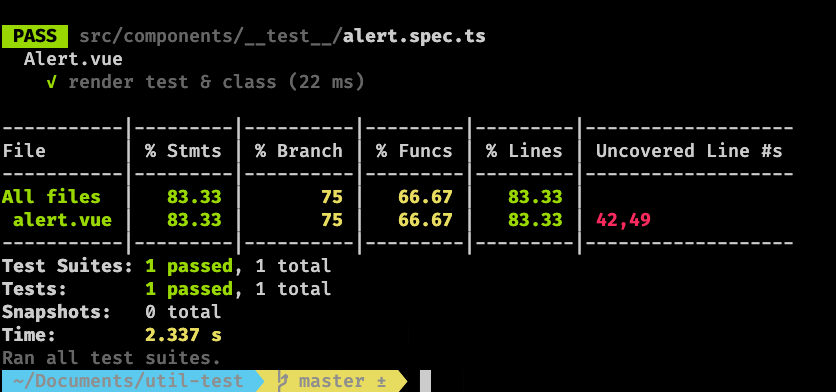 PASS src/components/__test__/alert.spec.ts
Alert.vue
√ render test & class (22 ms)
-----------|---------|----------|---------|---------|-------------------
File       | % Stmts | % Branch | % Funcs | % Lines | Uncovered Line #s
-----------|---------|----------|---------|---------|-------------------
All files  |   83.33 |       75 |   66.67 |   83.33 |
 alert.vue |   83.33 |       75 |   66.67 |   83.33 | 42,49
-----------|---------|----------|---------|---------|-------------------
Test Suites: 1 passed, 1 total
Tests:       1 passed, 1 total
Snapshots:   0 total
Time:        2.337 s
Ran all test suites.
~/Documents/util-test master ±